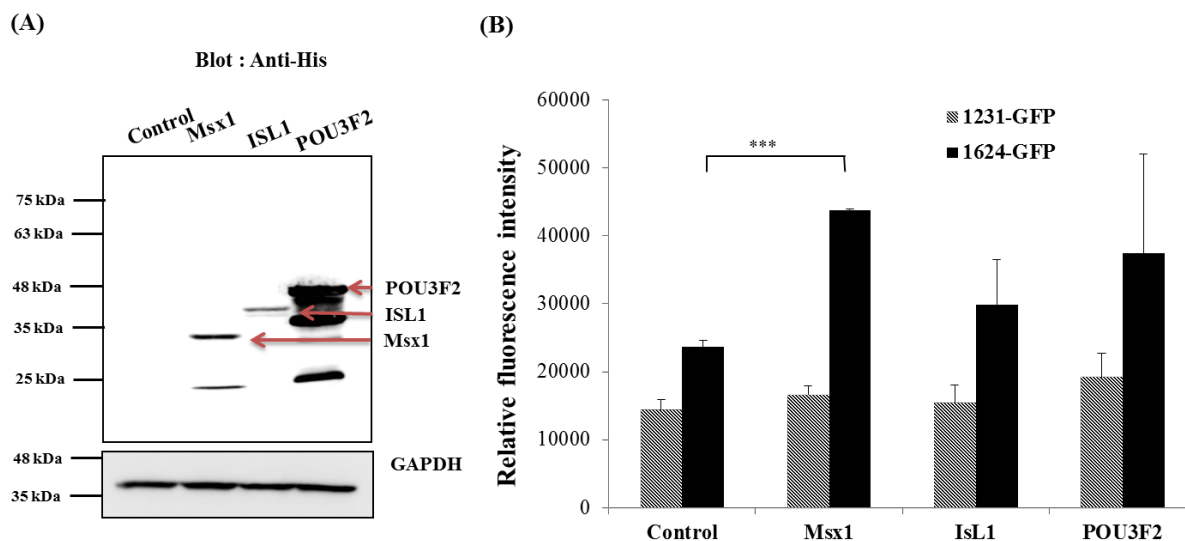 (A)
Blot : Anti-His
Control Msx1 ISL1 POU3F2
75 kDa
63 kDa
48 kDa
35 kDa
25 kDa
POU3F2
ISL1
Msx1
48 kDa
35 kDa
GAPDH
(B)
Relative fluorescence intensity
60000
50000
40000
30000
20000
10000
0
***
1231-GFP
1624-GFP
Control Msx1 IsL1 POU3F2